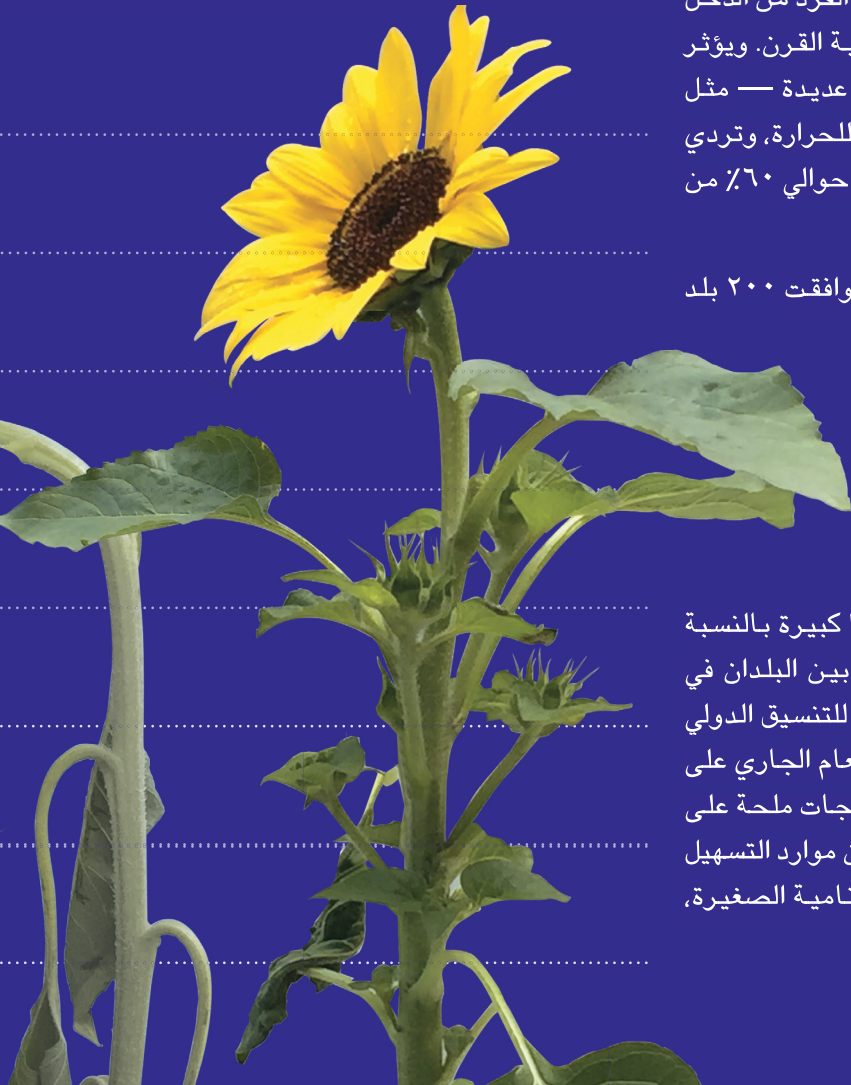 الفرد من الدخل
ية القرن. ويؤثر
عديدة — مثل
للحرارة، وتردي
حوالي ٦٠٪ من
وافقت ٢٠٠ بلد
كبيرة بالنسبة
بين البلدان في
للتنسيق الدولي
عام الجاري على
جات ملحة على
موارد التسهيل
نامية الصغيرة،